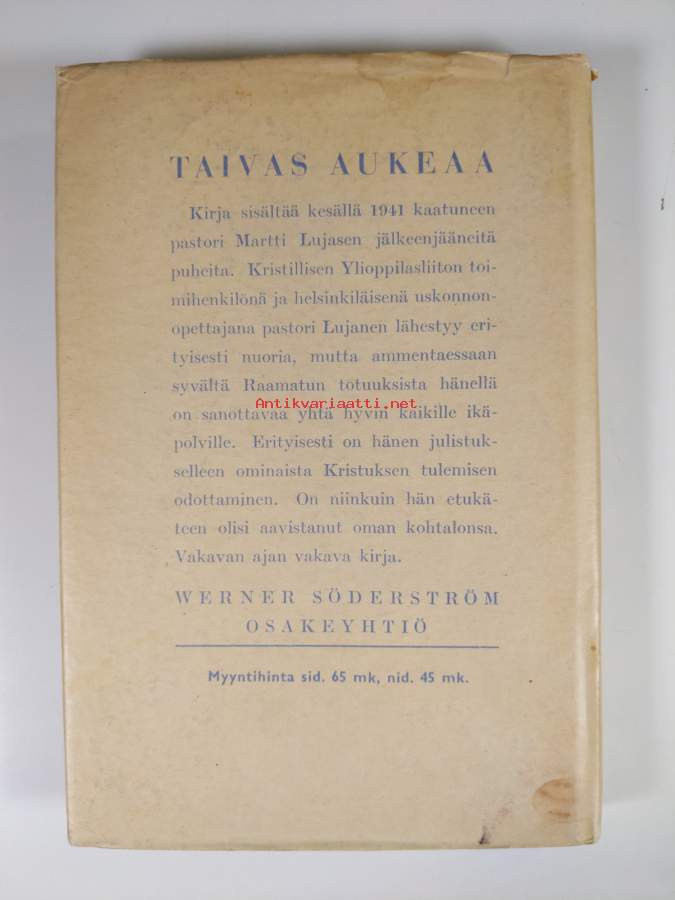 TAIVAS AUKEAA
Kirja sisältää kesällä 1941 kaatuneen
pastori Martti Lujasen jälkeenjääneitä
puheita. Kristillisen Ylioppilasliiton toi-
mihenkilönä ja helsinkiläisenä uskonnon-
opettajana pastori Lujanen lähestyy eri-
tyisesti nuoria, mutta ammentaessaan
syvältä Raamatun totuuksista hänellä
Antikvariaatti.net
on sanottavaa yhtä hyvin kaikille ikä-
polville. Erityisesti on hänen julistuk-
selleen ominaista Kristuksen tulemisen
odottaminen. On niinkuin hän etukä-
teen olisi aavistanut oman kohtalonsa.
Vakavan ajan vakava kirja.
WERNER SÖDERSTRÖM
OSAKEYHTIÖ
Myyntihinta sid. 65 mk, nid. 45 mk.